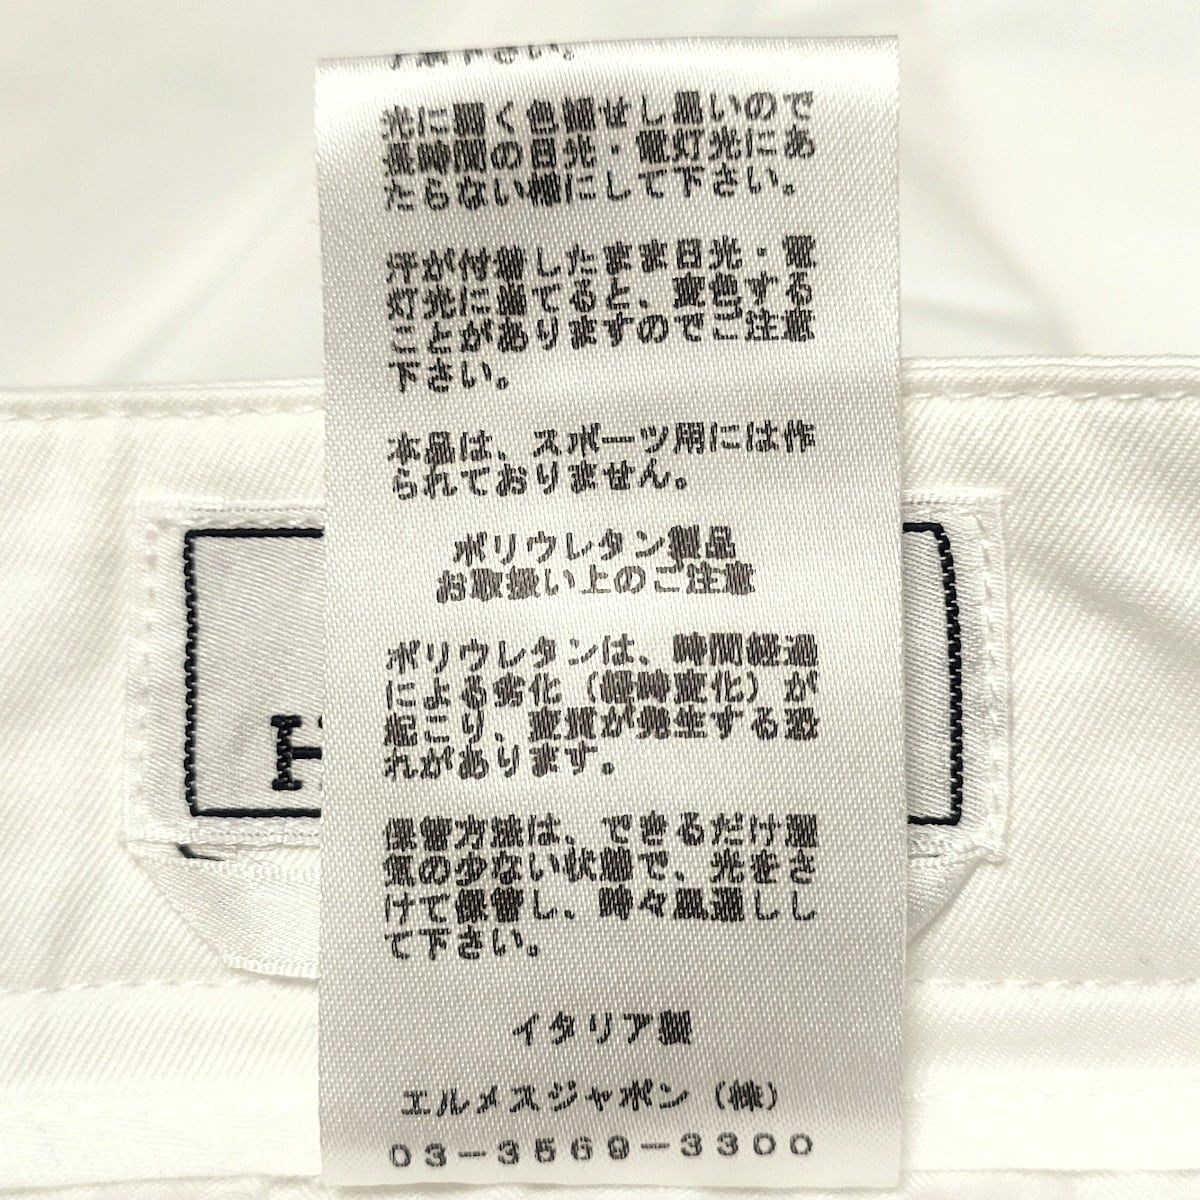 下さい。
光に弱く色褪せし易いので
長時間の日光・電灯光にあ
たらない様にして下さい。
汗が付着したまま日光・電
灯光に当てると、変色する
ことがありますのでご注意
下さい。
本品は、スポーツ用には作
られておりません。
ポリウレタン製品
お取扱い上のご注意
ポリウレタンは、時間経過
による劣化（経時変化）が
起こり、変質が発生する恐
れがあります。
保管方法は、できるだけ湿
気の少ない状態で、光をさ
けて保管し、時々風通しし
て下さい。
イタリア製
エルメスジャポン（株）
03-3569-3300
H